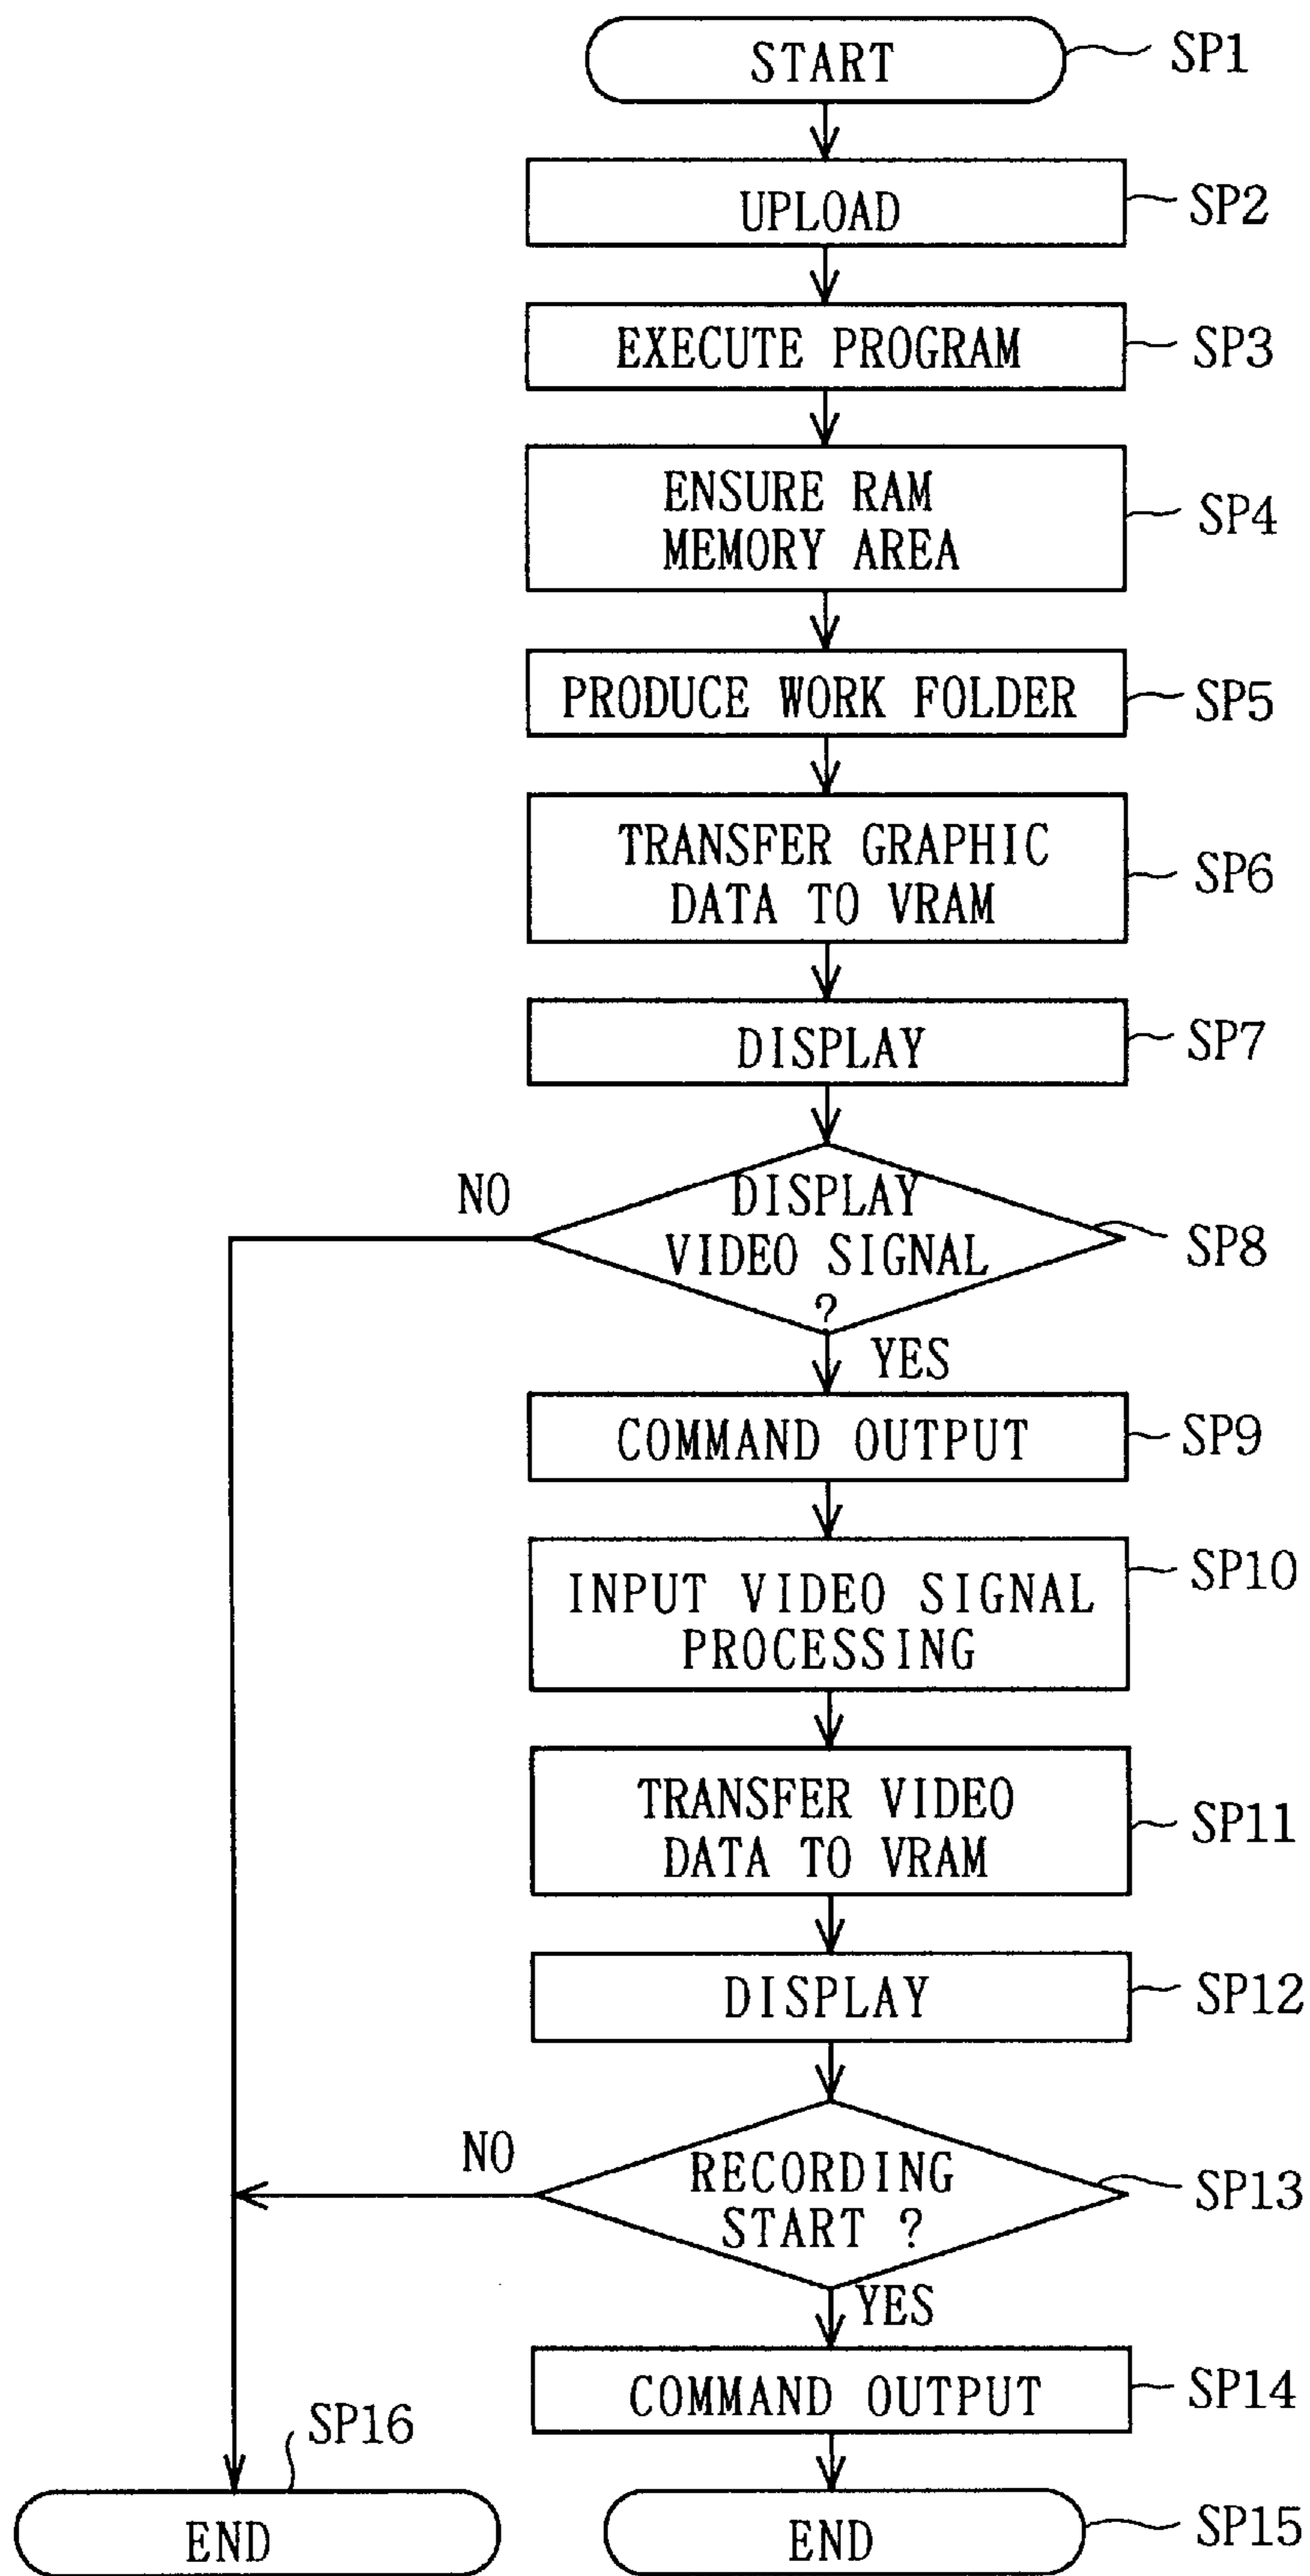 START
SP1
UPLOAD
SP2
EXECUTE PROGRAM
SP3
ENSURE RAM
MEMORY AREA
SP4
PRODUCE WORK FOLDER
SP5
TRANSFER GRAPHIC
DATA TO VRAM
SP6
DISPLAY
SP7
NO
DISPLAY
VIDEO SIGNAL
?
SP8
YES
COMMAND OUTPUT
SP9
INPUT VIDEO SIGNAL
PROCESSING
SP10
TRANSFER VIDEO
DATA TO VRAM
SP11
DISPLAY
SP12
NO
RECORDING
START ?
SP13
YES
COMMAND OUTPUT
SP14
SP16
END
END
SP15